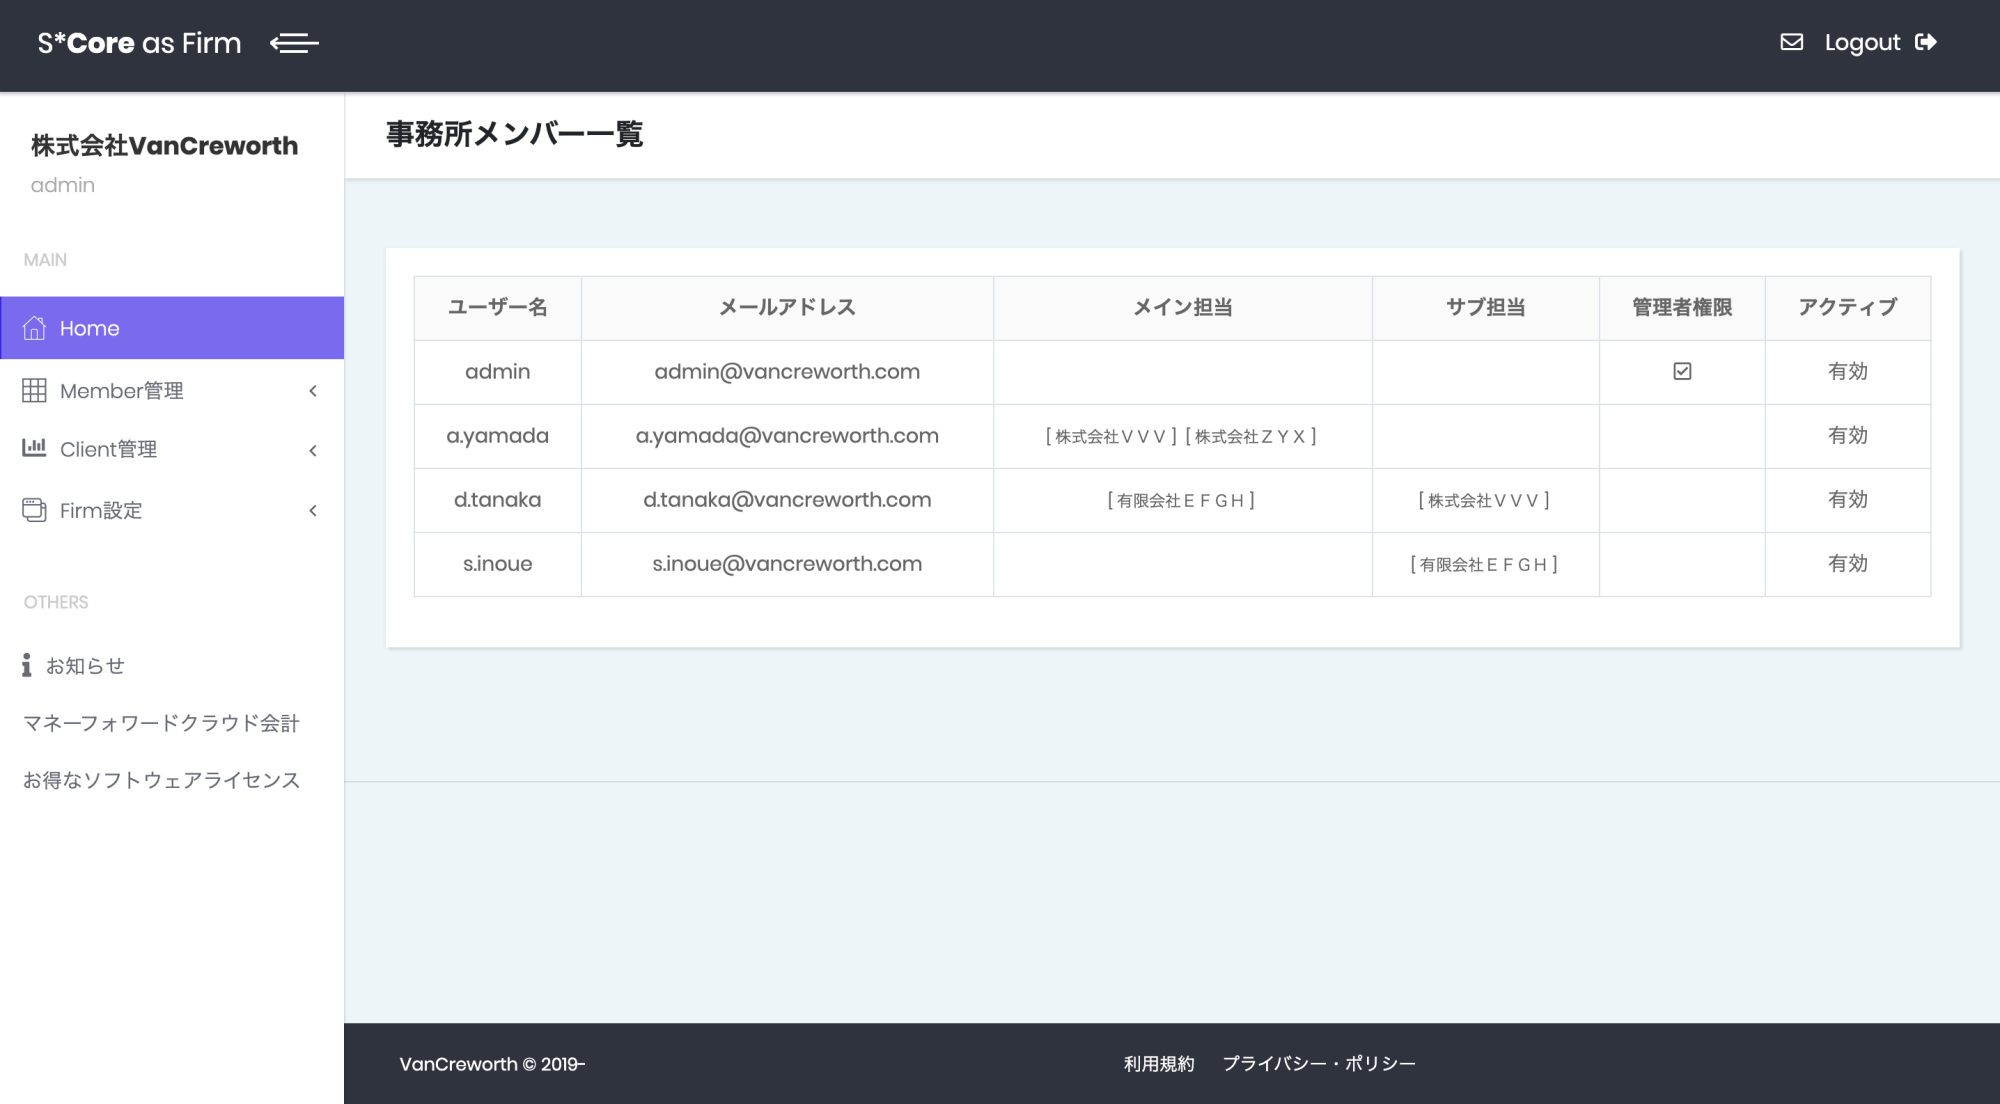 S*Core as Firm
Logout
株式会社VanCreworth
admin
MAIN
Home
Member管理
Client管理
Firm設定
OTHERS
お知らせ
マネーフォワードクラウド会計
お得なソフトウェアライセンス
事務所メンバー一覧
ユーザー名 メールアドレス メイン担当 サブ担当 管理者権限 アクティブ
admin admin@vancreworth.com 有効
a.yamada a.yamada@vancreworth.com [ 株式会社ＶＶＶ ] [ 株式会社ＺＹＸ ] 有効
d.tanaka d.tanaka@vancreworth.com [ 有限会社ＥＦＧＨ ] [ 株式会社ＶＶＶ ] 有効
s.inoue s.inoue@vancreworth.com [ 有限会社ＥＦＧＨ ] 有効
VanCreworth © 2019-
利用規約 プライバシー・ポリシー